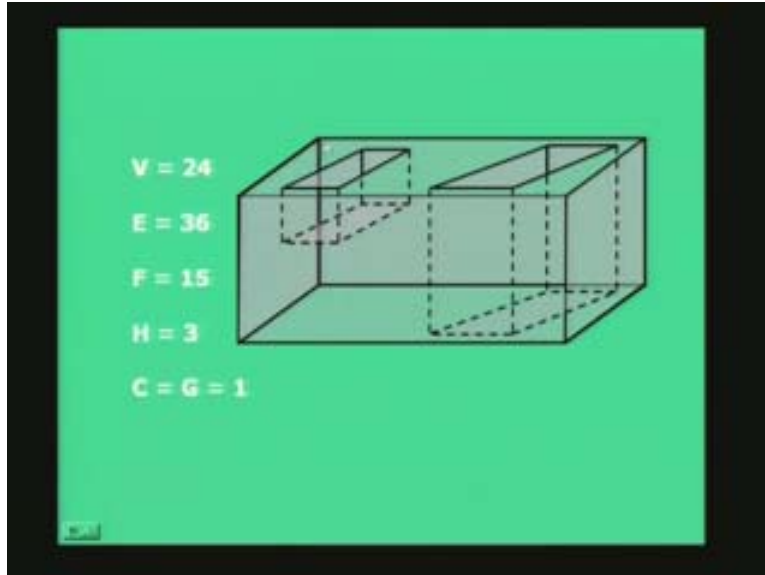 V = 24
E = 36
F = 15
H = 3
C = G = 1